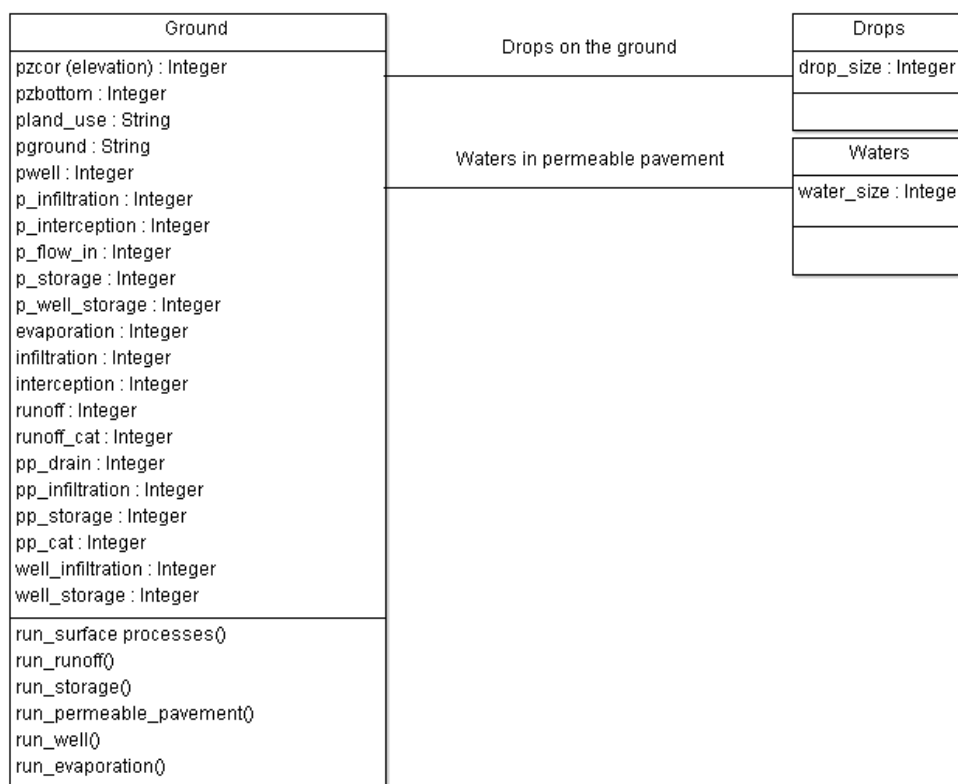 Ground
pzcor (elevation) : Integer
pzbottom : Integer
pland_use : String
pground : String
pwell : Integer
p_infiltration : Integer
p_interception : Integer
p_flow_in : Integer
p_storage : Integer
p_well_storage : Integer
evaporation : Integer
infiltration : Integer
interception : Integer
runoff : Integer
runoff_cat : Integer
pp_drain : Integer
pp_infiltration : Integer
pp_storage : Integer
pp_cat : Integer
well_infiltration : Integer
well_storage : Integer
run_surface processes()
run_runoff()
run_storage()
run_permeable_pavement()
run_well()
run_evaporation()
Drops on the ground
Waters in permeable pavement
Drops
drop_size : Integer
Waters
water_size : Intege